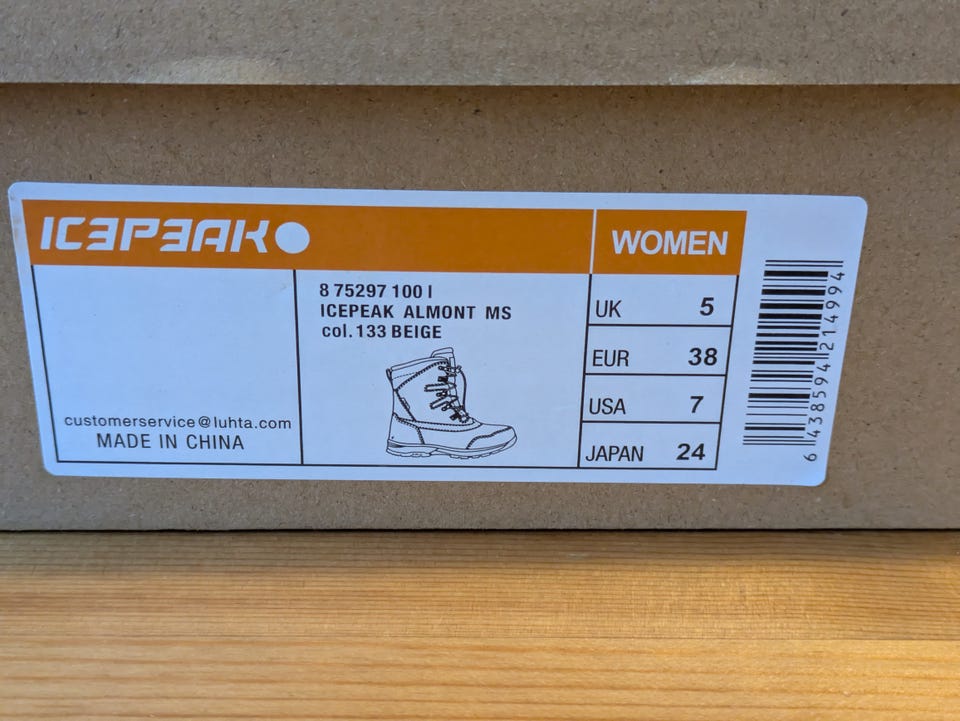 ICEPEAK
WOMEN
8 75297 100 I
ICEPEAK ALMONT MS
col. 133 BEIGE
customerservice@luhta.com
MADE IN CHINA
UK 5
EUR 38
USA 7
JAPAN 24
6 438594 214994